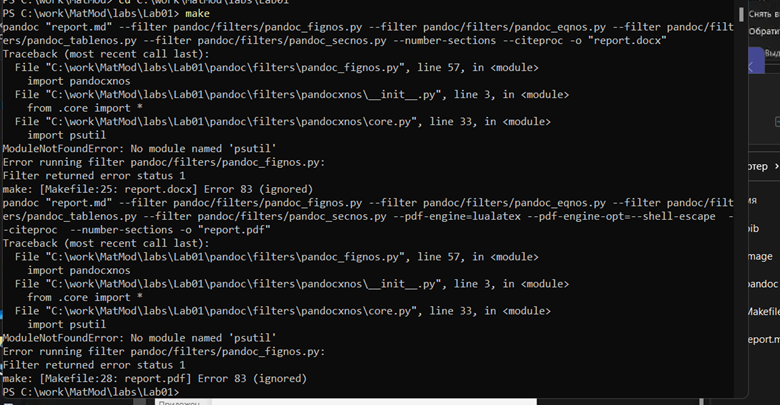 PS C:\work\MatMod\labs\Lab01> cd C:\work\MatMod\labs\Lab01
PS C:\work\MatMod\labs\Lab01> make
pandoc "report.md" --filter pandoc/filters/pandoc_fignos.py --filter pandoc/filters/pandoc_eqnos.py --filter pandoc/filt
ers/pandoc_tablenos.py --filter pandoc/filters/pandoc_secnos.py --number-sections --citeproc -o "report.docx"
Traceback (most recent call last):
File "C:\work\MatMod\labs\Lab01\pandoc\filters\pandoc_fignos.py", line 57, in <module>
import pandocxnos
File "C:\work\MatMod\labs\Lab01\pandoc\filters\pandocxnos\__init__.py", line 3, in <module>
from .core import *
File "C:\work\MatMod\labs\Lab01\pandoc\filters\pandocxnos\core.py", line 33, in <module>
import psutil
ModuleNotFoundError: No module named 'psutil'
Error running filter pandoc/filters/pandoc_fignos.py:
Filter returned error status 1
make: [Makefile:25: report.docx] Error 83 (ignored)
pandoc "report.md" --filter pandoc/filters/pandoc_fignos.py --filter pandoc/filters/pandoc_eqnos.py --filter pandoc/filt
ers/pandoc_tablenos.py --filter pandoc/filters/pandoc_secnos.py --pdf-engine=lualatex --pdf-engine-opt=--shell-escape -
-citeproc --number-sections -o "report.pdf"
Traceback (most recent call last):
File "C:\work\MatMod\labs\Lab01\pandoc\filters\pandoc_fignos.py", line 57, in <module>
import pandocxnos
File "C:\work\MatMod\labs\Lab01\pandoc\filters\pandocxnos\__init__.py", line 3, in <module>
from .core import *
File "C:\work\MatMod\labs\Lab01\pandoc\filters\pandocxnos\core.py", line 33, in <module>
import psutil
ModuleNotFoundError: No module named 'psutil'
Error running filter pandoc/filters/pandoc_fignos.py:
Filter returned error status 1
make: [Makefile:28: report.pdf] Error 83 (ignored)
PS C:\work\MatMod\labs\Lab01>
Снять в
Обрати
Выд
ютер >
мя
bib
mage
pandoc
Makefile
report.m
Приложен